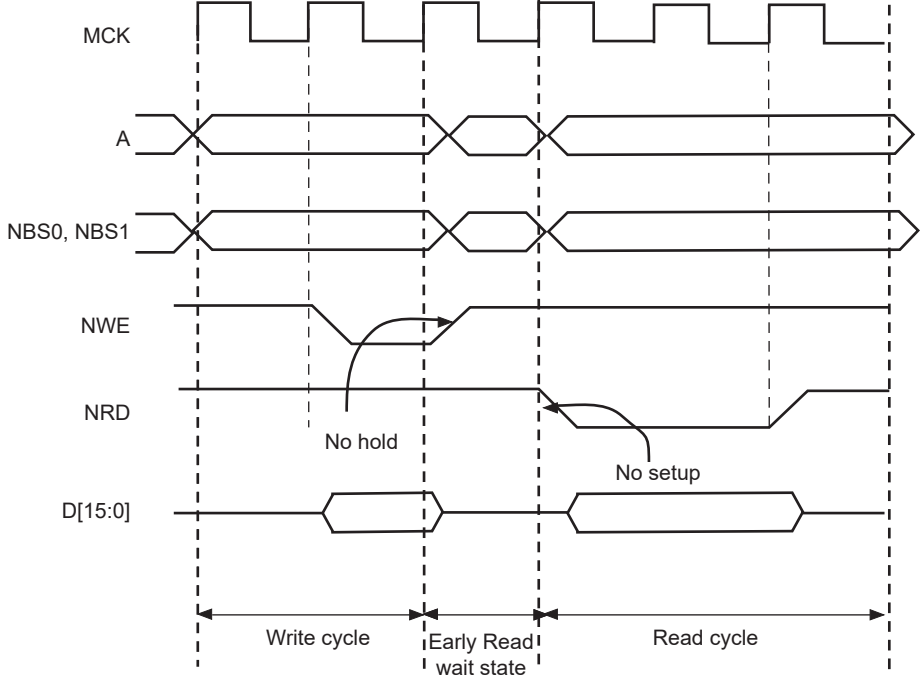 MCK
A
NBS0, NBS1
NWE
NRD
No hold
No setup
D[15:0]
Write cycle
Early Read
wait state
Read cycle